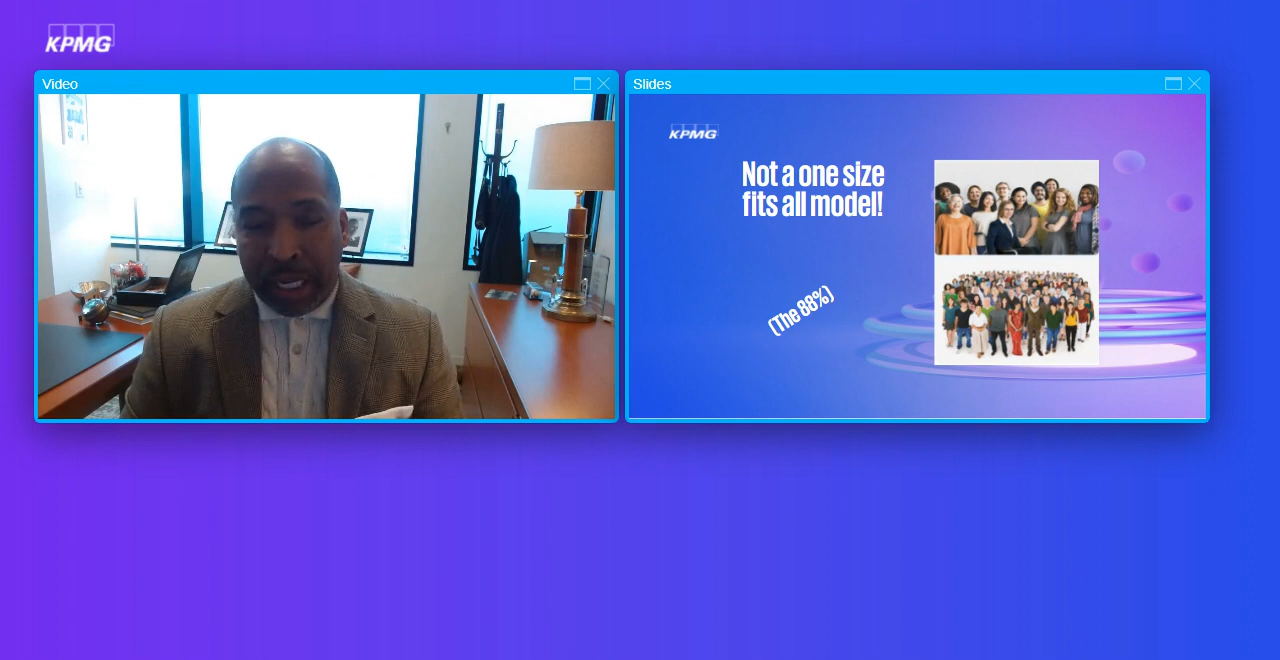 KPMG
Video
Slides
KPMG
Not a one size
fits all model!
(The 88%)